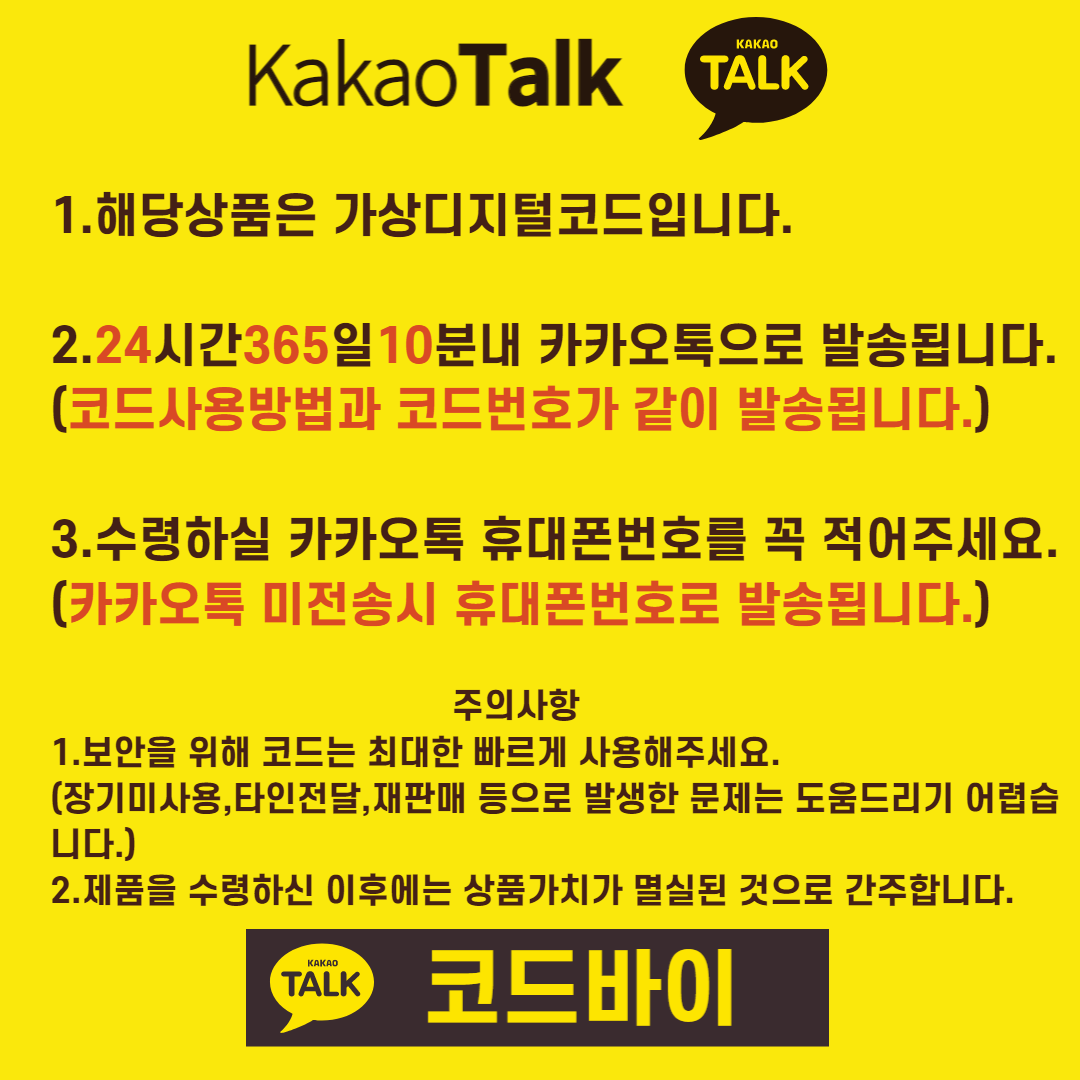 KakaoTalk
KAKAO
TALK
1.해당상품은 가상디지털코드입니다.
2.24시간365일10분내 카카오톡으로 발송됩니다.
(코드사용방법과 코드번호가 같이 발송됩니다.)
3.수령하실 카카오톡 휴대폰번호를 꼭 적어주세요.
(카카오톡 미전송시 휴대폰번호로 발송됩니다.)
주의사항
1.보안을 위해 코드는 최대한 빠르게 사용해주세요.
(장기미사용,타인전달,재판매 등으로 발생한 문제는 도움드리기 어렵습
니다.)
2.제품을 수령하신 이후에는 상품가치가 멸실된 것으로 간주합니다.
KAKAO
TALK
코드바이